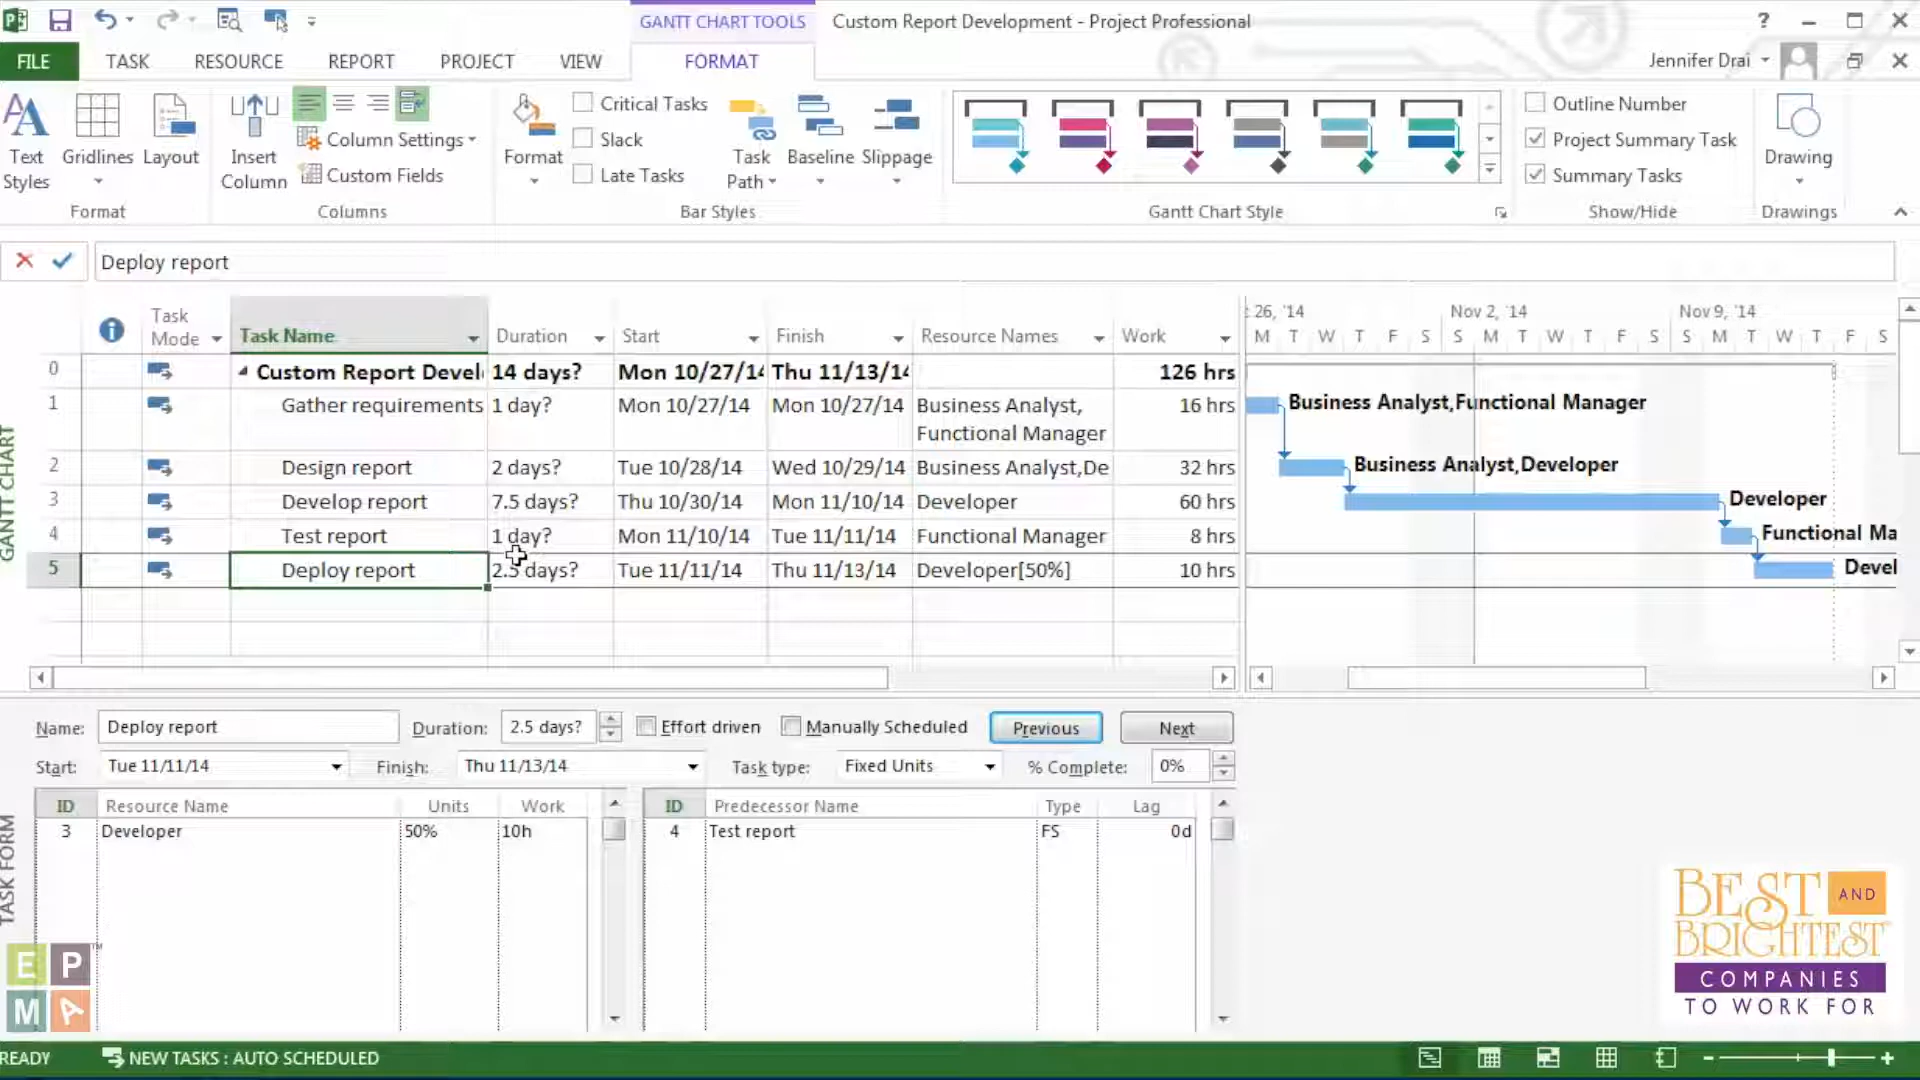 GANTT CHART TOOLS
Custom Report Development - Project Professional
?
FILE
TASK
RESOURCE
REPORT
PROJECT
VIEW
FORMAT
Jennifer Drai
Text Styles
Gridlines
Layout
Format
Insert Column
Column Settings
Custom Fields
Columns
Format
Critical Tasks
Slack
Late Tasks
Task Path
Baseline
Slippage
Bar Styles
Gantt Chart Style
Outline Number
Project Summary Task
Summary Tasks
Show/Hide
Drawing
Drawings
Deploy report
GANTT CHART
Task Mode Task Name Duration Start Finish Resource Names Work
26, '14 Nov 2, '14 Nov 9, '14
M T W T F S S M T W T F S S M T W T F S
0 Custom Report Devel 14 days? Mon 10/27/14 Thu 11/13/14 126 hrs
1 Gather requirements 1 day? Mon 10/27/14 Mon 10/27/14 Business Analyst, Functional Manager 16 hrs Business Analyst,Functional Manager
2 Design report 2 days? Tue 10/28/14 Wed 10/29/14 Business Analyst,De 32 hrs Business Analyst,Developer
3 Develop report 7.5 days? Thu 10/30/14 Mon 11/10/14 Developer 60 hrs Developer
4 Test report 1 day? Mon 11/10/14 Tue 11/11/14 Functional Manager 8 hrs Functional Ma
5 Deploy report 2.5 days? Tue 11/11/14 Thu 11/13/14 Developer[50%] 10 hrs Devel
TASK FORM
Name: Deploy report Duration: 2.5 days? Effort driven Manually Scheduled Previous Next
Start: Tue 11/11/14 Finish: Thu 11/13/14 Task type: Fixed Units % Complete: 0%
ID Resource Name Units Work ID Predecessor Name Type Lag
3 Developer 50% 10h 4 Test report FS 0d
E P
M A
TM
BEST AND
BRIGHTEST
COMPANIES
TO WORK FOR
READY
NEW TASKS : AUTO SCHEDULED